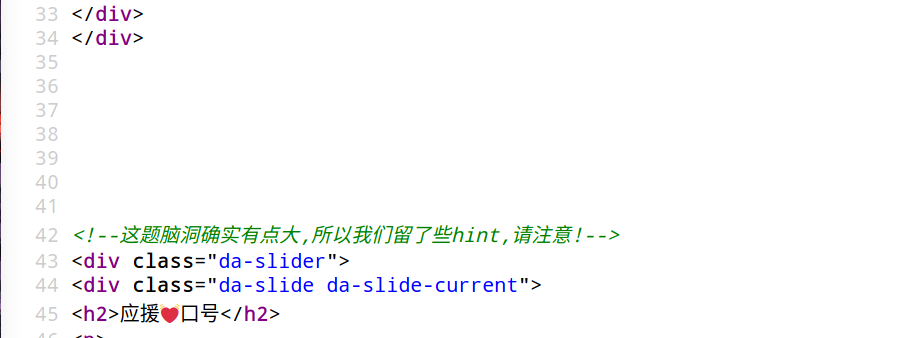 33 </div>
34 </div>
35
36
37
38
39
40
41
42 <!--这题脑洞确实有点大,所以我们留了些hint,请注意!-->
43 <div class="da-slider">
44 <div class="da-slide da-slide-current">
45 <h2>应援💓口号</h2>
46 <p>